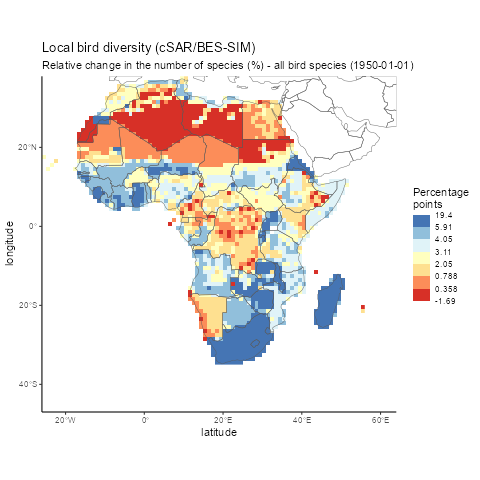 Local bird diversity (cSAR/BES-SIM)
Relative change in the number of species (%) - all bird species (1950-01-01)
20°N
0°
20°S
40°S
longitude
20°W
0°
20°E
40°E
60°E
latitude
Percentage
points
19.4
5.91
4.05
3.11
2.05
0.788
0.358
-1.69